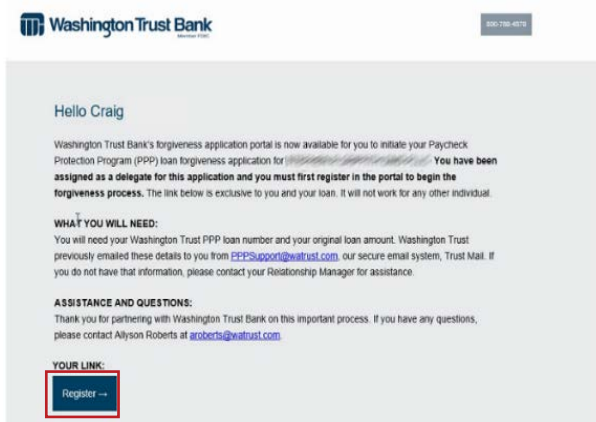 Washington Trust Bank
Member FDIC
800-788-4578
Hello Craig
Washington Trust Bank's forgiveness application portal is now available for you to initiate your Paycheck
Protection Program (PPP) loan forgiveness application for You have been
assigned as a delegate for this application and you must first register in the portal to begin the
forgiveness process. The link below is exclusive to you and your loan. It will not work for any other individual.
WHAT YOU WILL NEED:
You will need your Washington Trust PPP loan number and your original loan amount. Washington Trust
previously emailed these details to you from PPPSupport@watrust.com, our secure email system, Trust Mail. If
you do not have that information, please contact your Relationship Manager for assistance.
ASSISTANCE AND QUESTIONS:
Thank you for partnering with Washington Trust Bank on this important process. If you have any questions,
please contact Allyson Roberts at aroberts@watrust.com.
YOUR LINK:
Register →